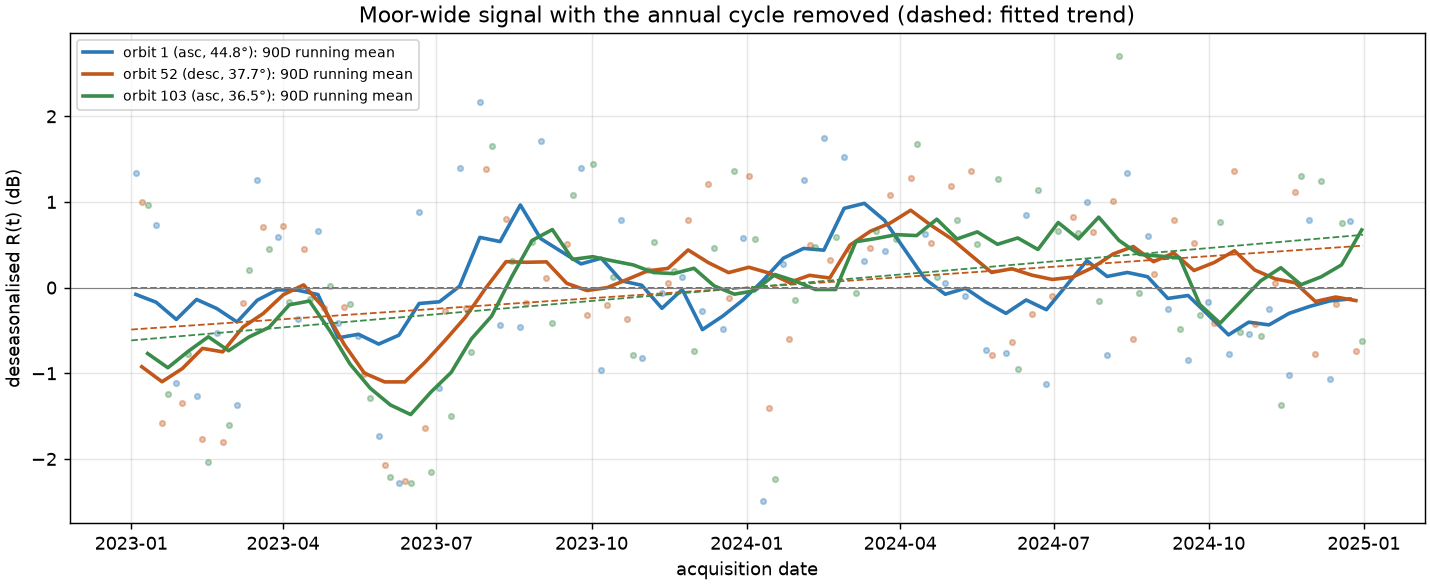 Moor-wide signal with the annual cycle removed (dashed: fitted trend)
orbit 1 (asc, 44.8°): 90D running mean
orbit 52 (desc, 37.7°): 90D running mean
orbit 103 (asc, 36.5°): 90D running mean
deseasonalised R(t) (dB)
2
1
0
−1
−2
2023-01 2023-04 2023-07 2023-10 2024-01 2024-04 2024-07 2024-10 2025-01
acquisition date